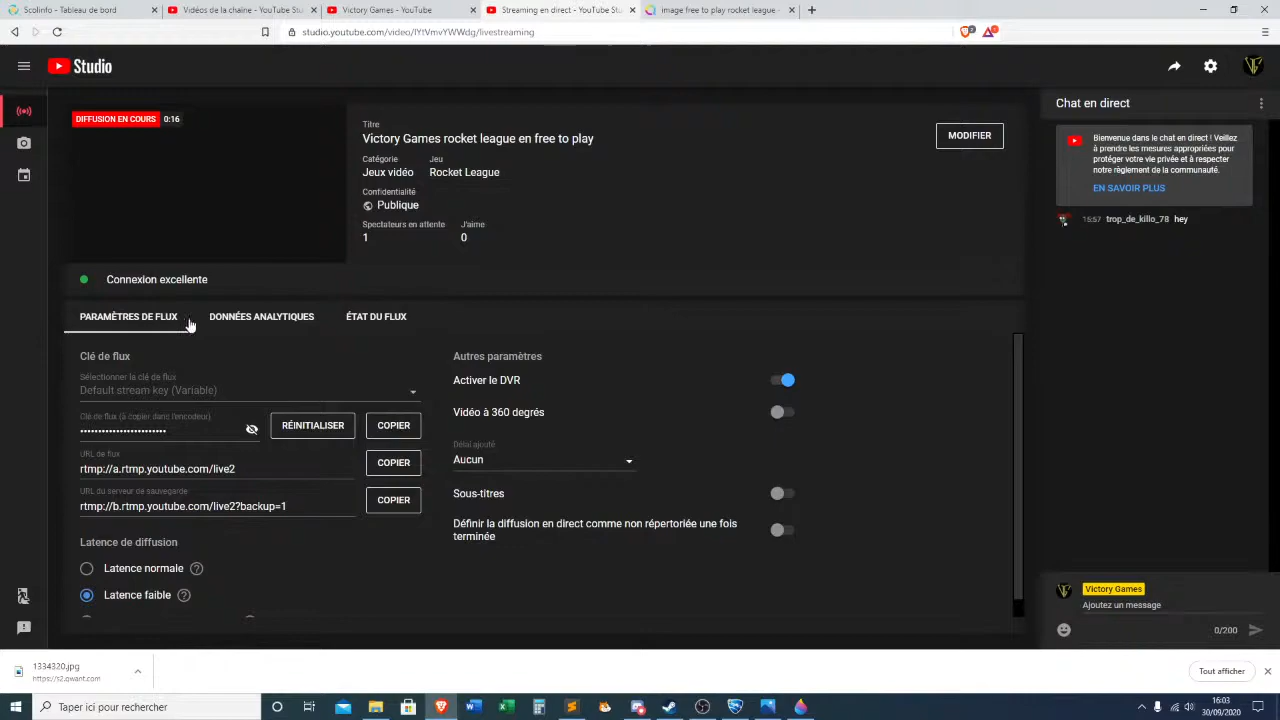 Scolinfo - Tableau de bord
Vidéos de la chaîne - YouTube Stu
Victory Games - YouTube
Streaming en direct - YouTube Stu
image free to play rocket league -
studio.youtube.com/video/lYtVmvYWWdg/livestreaming
Studio
DIFFUSION EN COURS 0:16
Titre
Victory Games rocket league en free to play
MODIFIER
Catégorie Jeu
Jeux vidéo Rocket League
Confidentialité
Publique
Spectateurs en attente J'aime
1 0
Connexion excellente
PARAMÈTRES DE FLUX DONNÉES ANALYTIQUES ÉTAT DU FLUX
Clé de flux
Sélectionner la clé de flux
Default stream key (Variable)
Clé de flux (à copier dans l'encodeur)
RÉINITIALISER COPIER
URL de flux
rtmp://a.rtmp.youtube.com/live2
COPIER
URL du serveur de sauvegarde
rtmp://b.rtmp.youtube.com/live2?backup=1
COPIER
Latence de diffusion
Latence normale
Latence faible
Autres paramètres
Activer le DVR
Vidéo à 360 degrés
Délai ajouté
Aucun
Sous-titres
Définir la diffusion en direct comme non répertoriée une fois
terminée
Chat en direct
Bienvenue dans le chat en direct ! Veillez
à prendre les mesures appropriées pour
protéger votre vie privée et à respecter
notre règlement de la communauté.
EN SAVOIR PLUS
16:57 trop_de_killo_78 hey
Victory Games
Ajoutez un message
0/200
1334320.jpg
https://s2.qwant.com
Tout afficher
Taper ici pour rechercher
16:03
30/09/2020